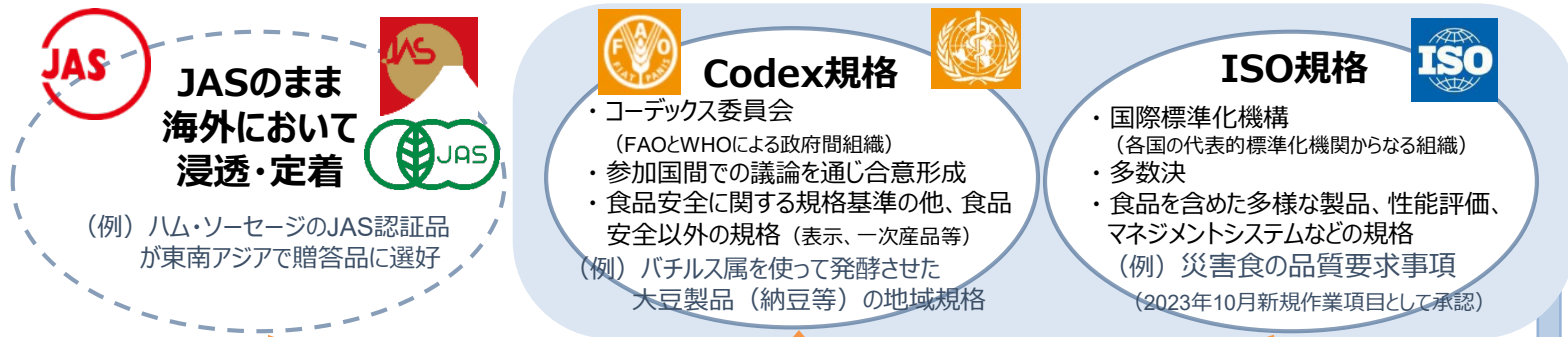 JAS
JAS
JAS
JASのまま
海外において
浸透・定着
（例）ハム・ソーセージのJAS認証品
が東南アジアで贈答品に選好
FAO
FIAT PANIS
Codex規格
・コーデックス委員会
（FAOとWHOによる政府間組織）
・参加国間での議論を通じ合意形成
・食品安全に関する規格基準の他、食品
安全以外の規格（表示、一次産品等）
（例）バチルス属を使って発酵させた
大豆製品（納豆等）の地域規格
ISO
ISO規格
・国際標準化機構
（各国の代表的標準化機関からなる組織）
・多数決
・食品を含めた多様な製品、性能評価、
マネジメントシステムなどの規格
（例）災害食の品質要求事項
（2023年10月新規作業項目として承認）